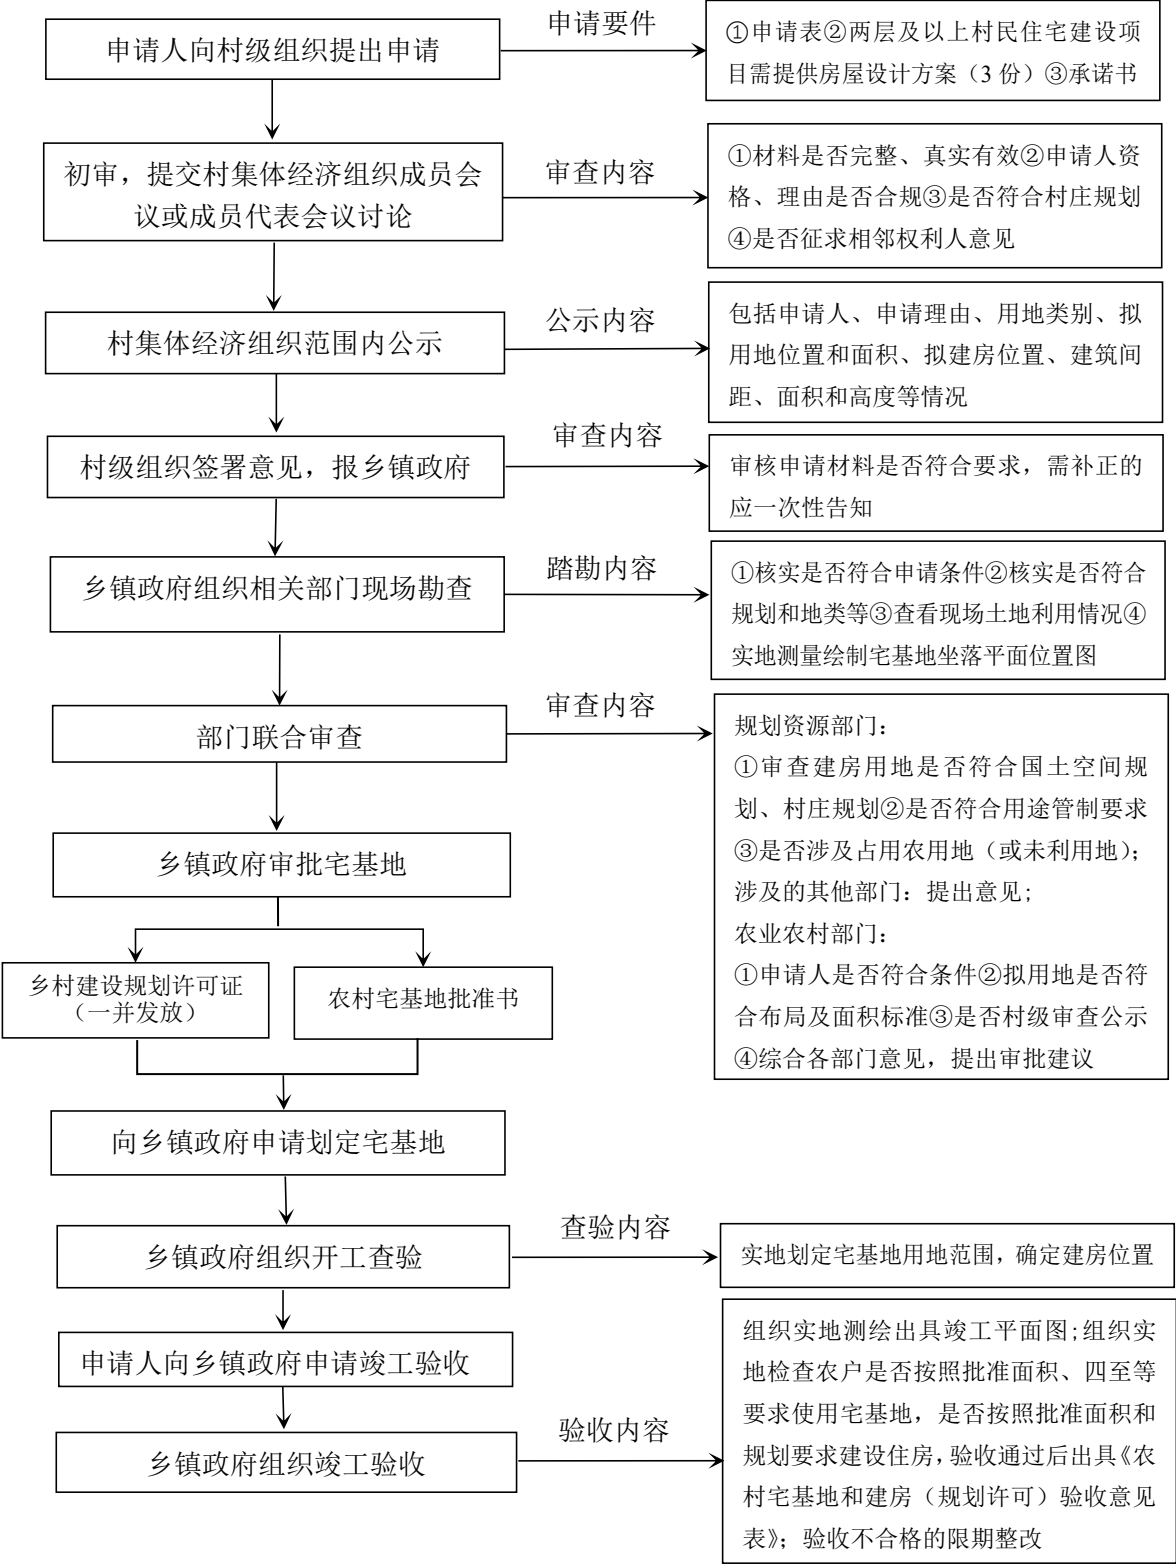 申请人向村级组织提出申请
申请要件
①申请表②两层及以上村民住宅建设项
目需提供房屋设计方案（3 份）③承诺书
初审，提交村集体经济组织成员会
议或成员代表会议讨论
审查内容
①材料是否完整、真实有效②申请人资
格、理由是否合规③是否符合村庄规划
④是否征求相邻权利人意见
村集体经济组织范围内公示
公示内容
包括申请人、申请理由、用地类别、拟
用地位置和面积、拟建房位置、建筑间
距、面积和高度等情况
村级组织签署意见，报乡镇政府
审查内容
审核申请材料是否符合要求，需补正的
应一次性告知
乡镇政府组织相关部门现场勘查
踏勘内容
①核实是否符合申请条件②核实是否符合
规划和地类等③查看现场土地利用情况④
实地测量绘制宅基地坐落平面位置图
部门联合审查
审查内容
规划资源部门：
①审查建房用地是否符合国土空间规
划、村庄规划②是否符合用途管制要求
③是否涉及占用农用地（或未利用地）；
涉及的其他部门：提出意见；
农业农村部门：
①申请人是否符合条件②拟用地是否符
合布局及面积标准③是否村级审查公示
④综合各部门意见，提出审批建议
乡镇政府审批宅基地
乡村建设规划许可证
（一并发放）
农村宅基地批准书
向乡镇政府申请划定宅基地
乡镇政府组织开工查验
查验内容
实地划定宅基地用地范围，确定建房位置
申请人向乡镇政府申请竣工验收
乡镇政府组织竣工验收
验收内容
组织实地测绘出具竣工平面图；组织实
地检查农户是否按照批准面积、四至等
要求使用宅基地，是否按照批准面积和
规划要求建设住房，验收通过后出具《农
村宅基地和建房（规划许可）验收意见
表》；验收不合格的限期整改